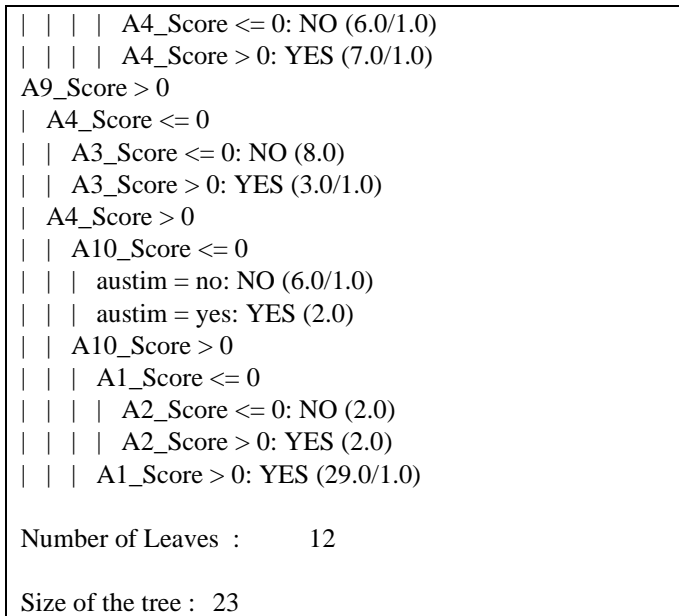 | | | | A4_Score <= 0: NO (6.0/1.0)
| | | | A4_Score > 0: YES (7.0/1.0)
A9_Score > 0
| A4_Score <= 0
| | A3_Score <= 0: NO (8.0)
| | A3_Score > 0: YES (3.0/1.0)
| A4_Score > 0
| | A10_Score <= 0
| | | austim = no: NO (6.0/1.0)
| | | austim = yes: YES (2.0)
| | A10_Score > 0
| | | A1_Score <= 0
| | | | A2_Score <= 0: NO (2.0)
| | | | A2_Score > 0: YES (2.0)
| | | A1_Score > 0: YES (29.0/1.0)
Number of Leaves : 12
Size of the tree : 23